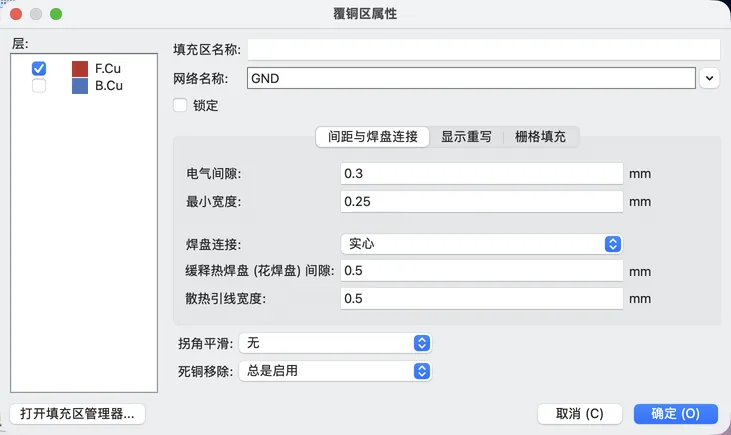 覆铜区属性
层:
F.Cu
B.Cu
填充区名称:
网络名称: GND
锁定
间距与焊盘连接 显示重写 栅格填充
电气间隙: 0.3 mm
最小宽度: 0.25 mm
焊盘连接: 实心
缓释热焊盘 (花焊盘) 间隙: 0.5 mm
散热引线宽度: 0.5 mm
拐角平滑: 无
死铜移除: 总是启用
打开填充区管理器... 取消 (C) 确定 (O)